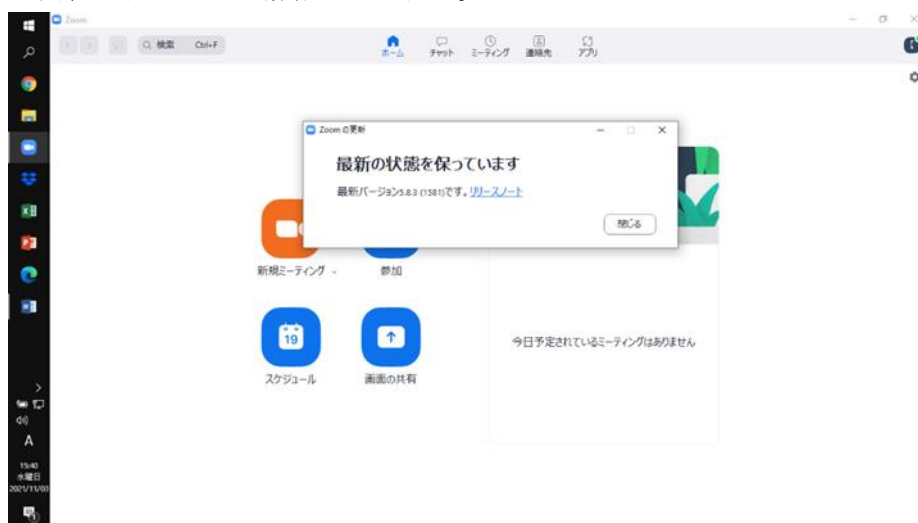 Zoom
検索 Ctrl+F
ホーム
チャット
ミーティング
連絡先
アプリ
Zoom の更新
最新の状態を保っています
最新バージョン5.8.3 (1581)です。リリースノート
閉じる
新規ミーティング
参加
19
スケジュール
画面の共有
今日予定されているミーティングはありません
A
15:40
水曜日
2021/11/03